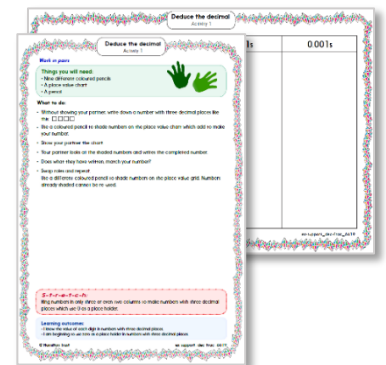 Deduce the decimal
Activity 1
Deduce the decimal
Activity 1
Work in pairs
Things you will need:
• Nine different coloured pencils
• A place value chart
• A pencil
What to do:
• Without showing your partner, write down a number with three decimal places like
this
• Use a coloured pencil to shade numbers on the place value chart which add to make
your number.
• Show your partner the chart.
• Your partner looks at the shaded numbers and writes the completed number.
• Does what they have written, match your number?
• Swap roles and repeat.
Use a different coloured pencil to shade numbers on the place value grid. Numbers
already shaded cannot be re-used.
S-t-r-e-t-c-h:
Using numbers in only three or even two columns to make numbers with three decimal
places which use 0 as a place holder.
Learning outcomes:
• I know the value of each digit in numbers with three decimal places.
• I am beginning to use zero as a place holder in numbers with three decimal places.
© Hamilton Trust
0.001s